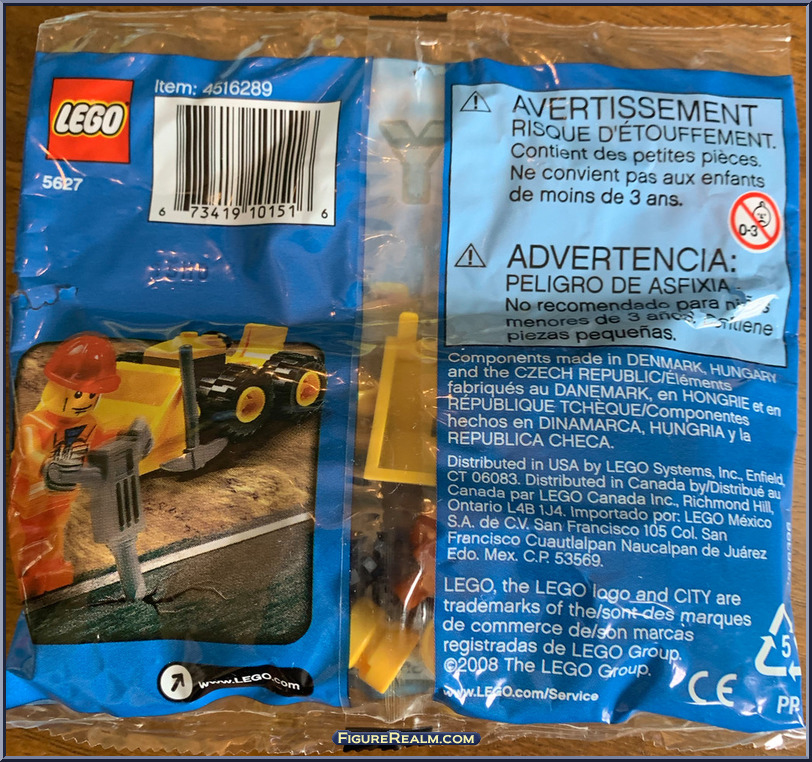 LEGO
Item: 4516289
5627
6 73419 10151 6
AVERTISSEMENT
RISQUE D'ÉTOUFFEMENT.
Contient des petites pièces.
Ne convient pas aux enfants
de moins de 3 ans.
0-3
ADVERTENCIA:
PELIGRO DE ASFIXIA
No recomendado para
menores de 3
piezas pequeñas.
Components made in DENMARK, HUNGARY
and the CZECH REPUBLIC/Éléments
fabriqués au DANEMARK, en HONGRIE et en
RÉPUBLIQUE TCHÈQUE/Componentes
hechos en DINAMARCA, HUNGRIA y la
REPUBLICA CHECA.
Distributed in USA by LEGO Systems, Inc., Enfield,
CT 06083. Distributed in Canada by/Distribué au
Canada par LEGO Canada Inc., Richmond Hill,
Ontario L4B 1J4. Importado por: LEGO México
S.A. de C.V. San Francisco 105 Col. San
Francisco Cuautlalpan Naucalpan de Juárez
Edo. Mex. C.P. 53569.
LEGO, the LEGO logo and CITY are
trademarks of the/sont des marques
de commerce de/son marcas
registradas de LEGO Group.
©2008 The LEGO Group.
www.LEGO.com/Service
CE
5
PP
www.LEGO.com
FIGUREREALM.COM